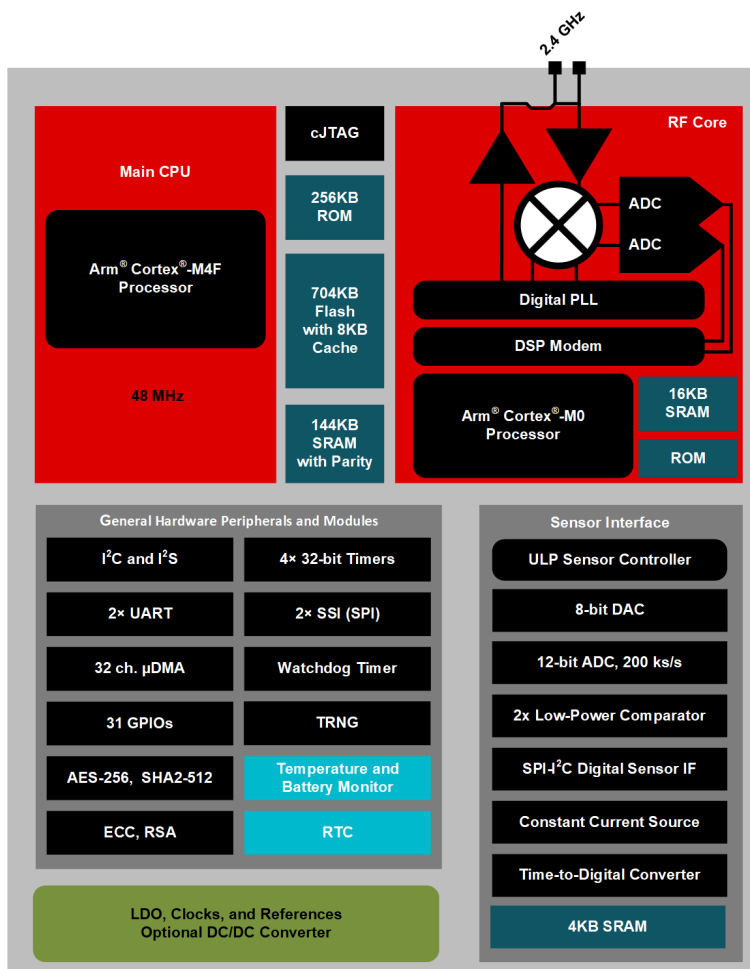 2.4 GHz
Main CPU
Arm® Cortex®-M4F
Processor
48 MHz
cJTAG
256KB
ROM
704KB
Flash
with 8KB
Cache
144KB
SRAM
with Parity
RF Core
ADC
ADC
Digital PLL
DSP Modem
Arm® Cortex®-M0
Processor
16KB
SRAM
ROM
General Hardware Peripherals and Modules
I²C and I²S
4× 32-bit Timers
2× UART
2× SSI (SPI)
32 ch. µDMA
Watchdog Timer
31 GPIOs
TRNG
AES-256, SHA2-512
Temperature and
Battery Monitor
ECC, RSA
RTC
LDO, Clocks, and References
Optional DC/DC Converter
Sensor Interface
ULP Sensor Controller
8-bit DAC
12-bit ADC, 200 ks/s
2x Low-Power Comparator
SPI-I²C Digital Sensor IF
Constant Current Source
Time-to-Digital Converter
4KB SRAM